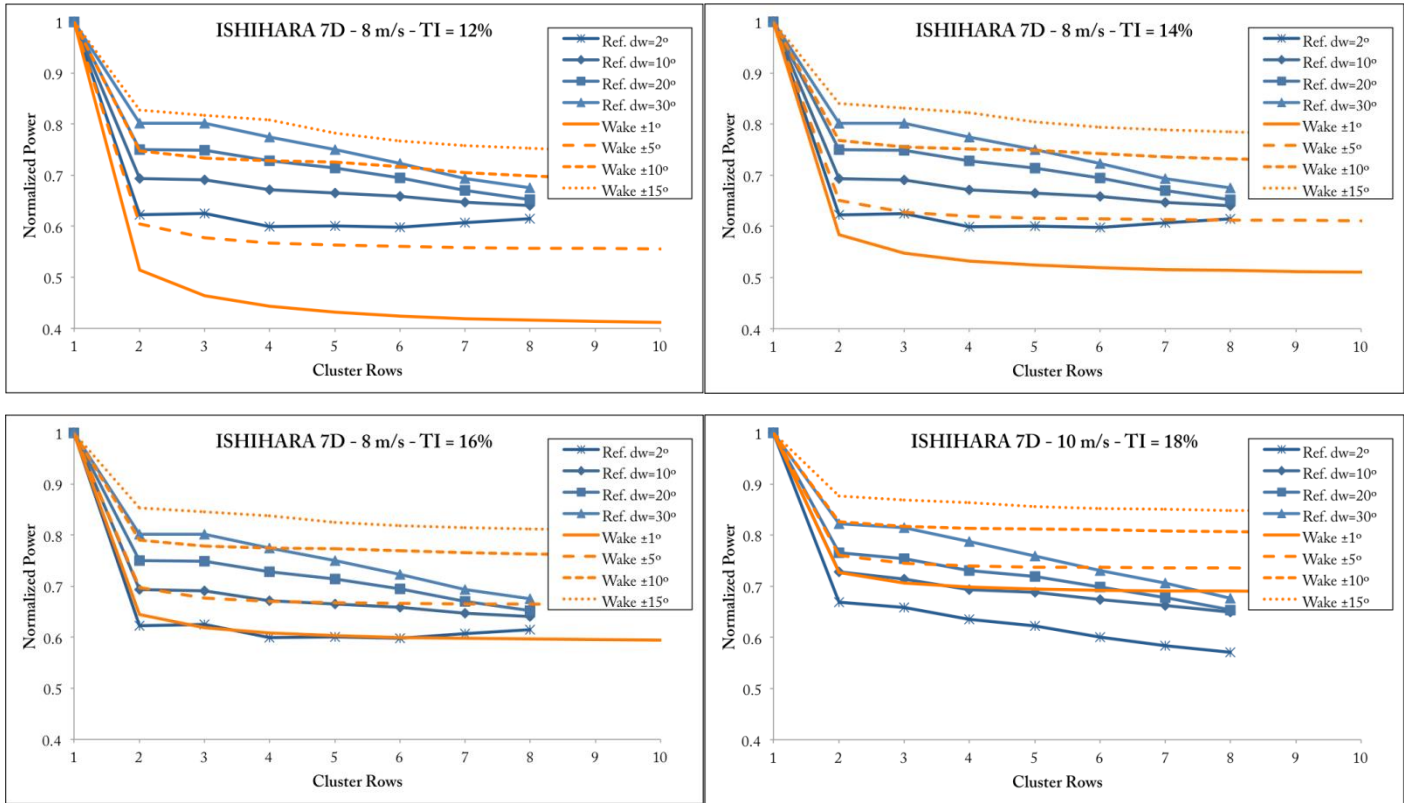 ISHIHARA 7D - 8 m/s - TI = 12%
Normalized Power
1
0.9
0.8
0.7
0.6
0.5
0.4
1 2 3 4 5 6 7 8 9 10
Cluster Rows
Ref. dw=2º
Ref. dw=10º
Ref. dw=20º
Ref. dw=30º
Wake ±1º
Wake ±5º
Wake ±10º
Wake ±15º
ISHIHARA 7D - 8 m/s - TI = 14%
Normalized Power
1
0.9
0.8
0.7
0.6
0.5
0.4
1 2 3 4 5 6 7 8 9 10
Cluster Rows
Ref. dw=2º
Ref. dw=10º
Ref. dw=20º
Ref. dw=30º
Wake ±1º
Wake ±5º
Wake ±10º
Wake ±15º
ISHIHARA 7D - 8 m/s - TI = 16%
Normalized Power
1
0.9
0.8
0.7
0.6
0.5
0.4
1 2 3 4 5 6 7 8 9 10
Cluster Rows
Ref. dw=2º
Ref. dw=10º
Ref. dw=20º
Ref. dw=30º
Wake ±1º
Wake ±5º
Wake ±10º
Wake ±15º
ISHIHARA 7D - 10 m/s - TI = 18%
Normalized Power
1
0.9
0.8
0.7
0.6
0.5
0.4
1 2 3 4 5 6 7 8 9 10
Cluster Rows
Ref. dw=2º
Ref. dw=10º
Ref. dw=20º
Ref. dw=30º
Wake ±1º
Wake ±5º
Wake ±10º
Wake ±15º